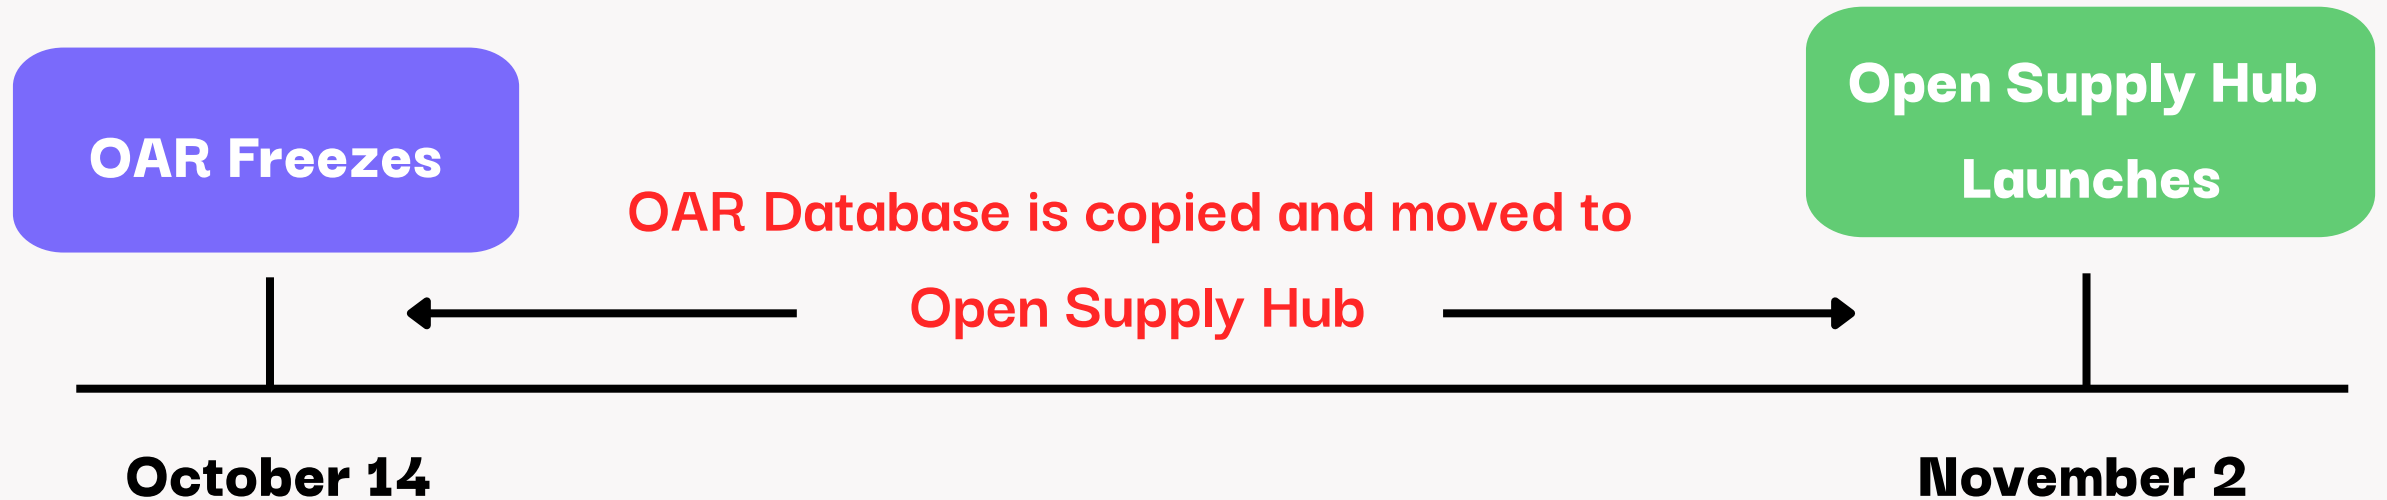 OAR Freezes
OAR Database is copied and moved to
Open Supply Hub
Open Supply Hub
Launches
October 14
November 2